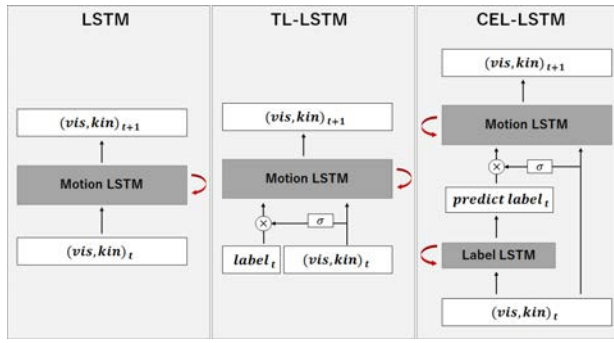 LSTM
(vis,kin)t+1
Motion LSTM
(vis,kin)t
TL-LSTM
(vis,kin)t+1
Motion LSTM
×
σ
labelt
(vis,kin)t
CEL-LSTM
(vis,kin)t+1
Motion LSTM
×
σ
predict labelt
Label LSTM
(vis,kin)t